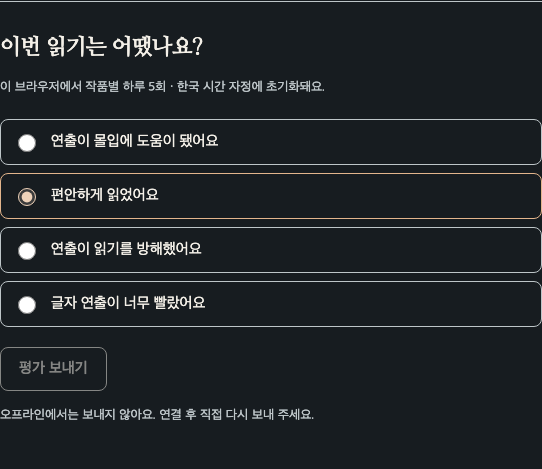 이번 읽기는 어땠나요?
이 브라우저에서 작품별 하루 5회 · 한국 시간 자정에 초기화돼요.
연출이 몰입에 도움이 됐어요
편안하게 읽었어요
연출이 읽기를 방해했어요
글자 연출이 너무 빨랐어요
평가 보내기
오프라인에서는 보내지 않아요. 연결 후 직접 다시 보내 주세요.